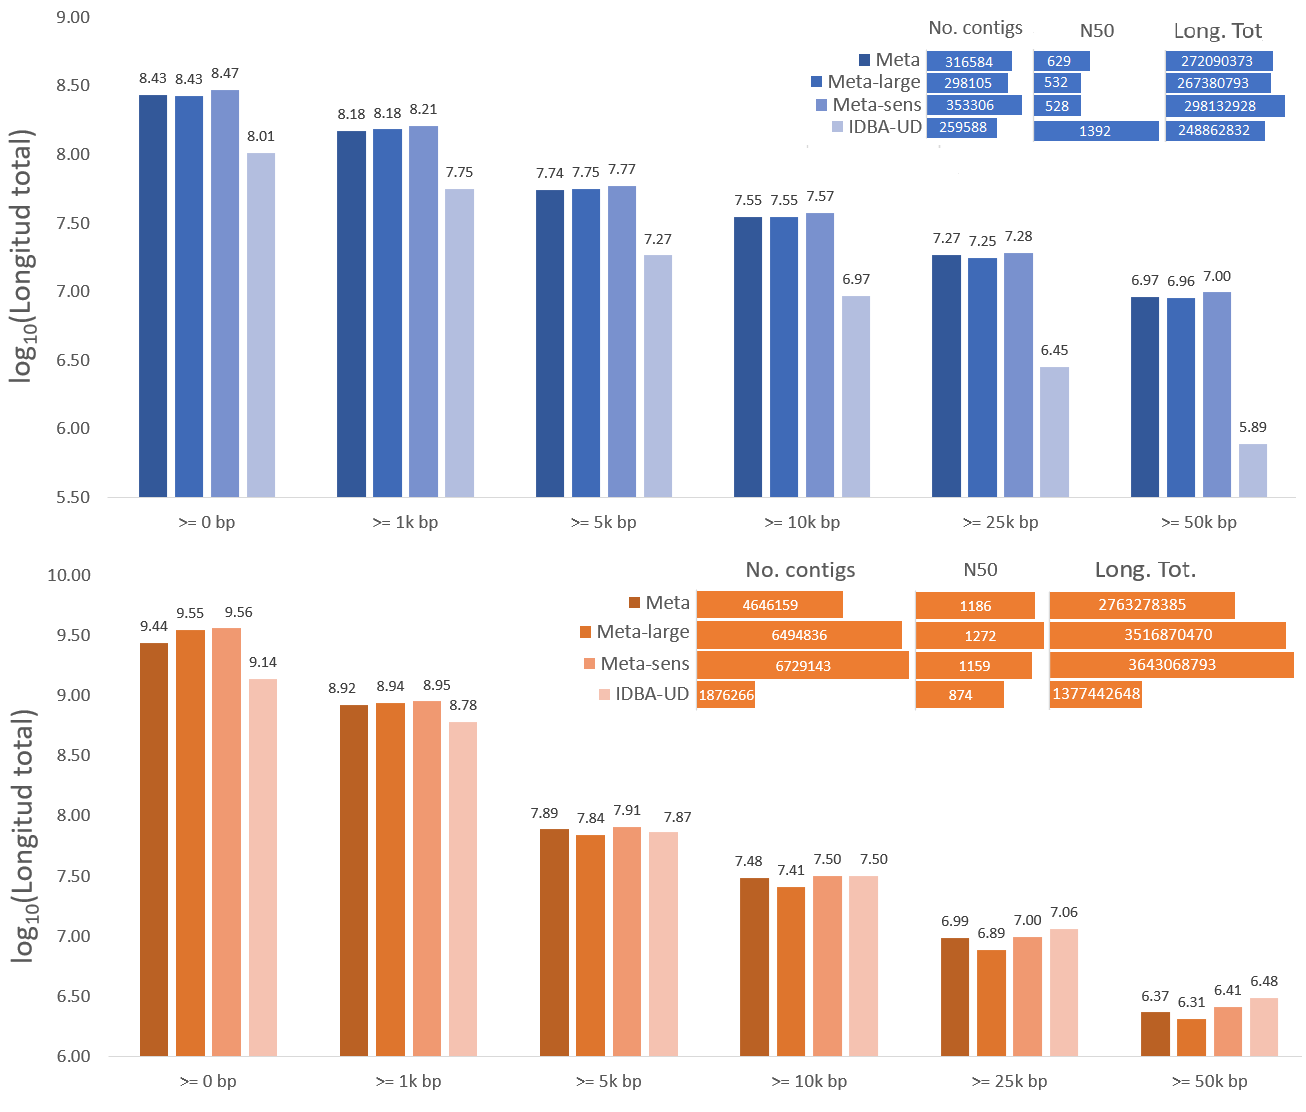 No. contigs N50 Long. Tot
Meta 316584 629 272090373
Meta-large 298105 532 267380793
Meta-sens 353306 528 298132928
IDBA-UD 259588 1392 248862832
log10(Longitud total)
9.00
8.50
8.00
7.50
7.00
6.50
6.00
5.50
8.43 8.43 8.47 8.01
8.18 8.18 8.21 7.75
7.74 7.75 7.77 7.27
7.55 7.55 7.57 6.97
7.27 7.25 7.28 6.45
6.97 6.96 7.00 5.89
>= 0 bp >= 1k bp >= 5k bp >= 10k bp >= 25k bp >= 50k bp
No. contigs N50 Long. Tot.
Meta 4646159 1186 2763278385
Meta-large 6494836 1272 3516870470
Meta-sens 6729143 1159 3643068793
IDBA-UD 1876266 874 1377442648
log10(Longitud total)
10.00
9.50
9.00
8.50
8.00
7.50
7.00
6.50
6.00
9.44 9.55 9.56 9.14
8.92 8.94 8.95 8.78
7.89 7.84 7.91 7.87
7.48 7.41 7.50 7.50
6.99 6.89 7.00 7.06
6.37 6.31 6.41 6.48
>= 0 bp >= 1k bp >= 5k bp >= 10k bp >= 25k bp >= 50k bp